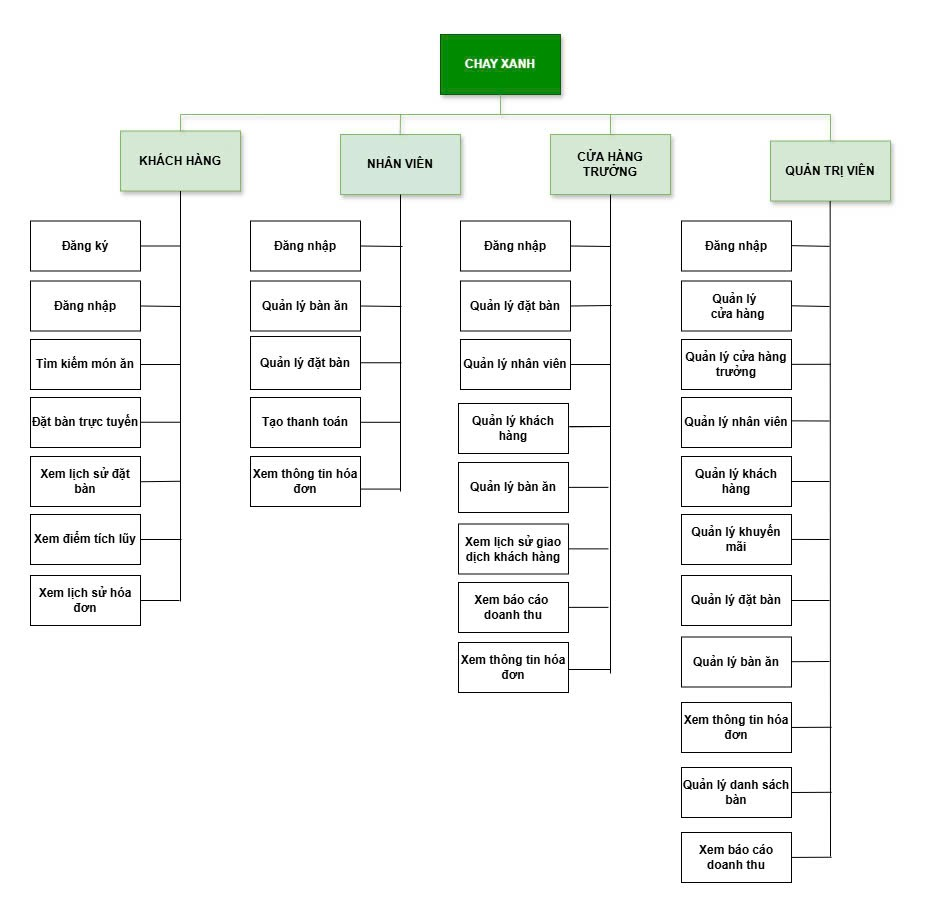 CHAY XANH
KHÁCH HÀNG
Đăng ký
Đăng nhập
Tìm kiếm món ăn
Đặt bàn trực tuyến
Xem lịch sử đặt
bàn
Xem điểm tích lũy
Xem lịch sử hóa
đơn
NHÂN VIÊN
Đăng nhập
Quản lý bàn ăn
Quản lý đặt bàn
Tạo thanh toán
Xem thông tin hóa
đơn
CỬA HÀNG
TRƯỞNG
Đăng nhập
Quản lý đặt bàn
Quản lý nhân viên
Quản lý khách
hàng
Quản lý bàn ăn
Xem lịch sử giao
dịch khách hàng
Xem báo cáo
doanh thu
Xem thông tin hóa
đơn
QUẢN TRỊ VIÊN
Đăng nhập
Quản lý
cửa hàng
Quản lý cửa hàng
trưởng
Quản lý nhân viên
Quản lý khách
hàng
Quản lý khuyến
mãi
Quản lý đặt bàn
Quản lý bàn ăn
Xem thông tin hóa
đơn
Quản lý danh sách
bàn
Xem báo cáo
doanh thu